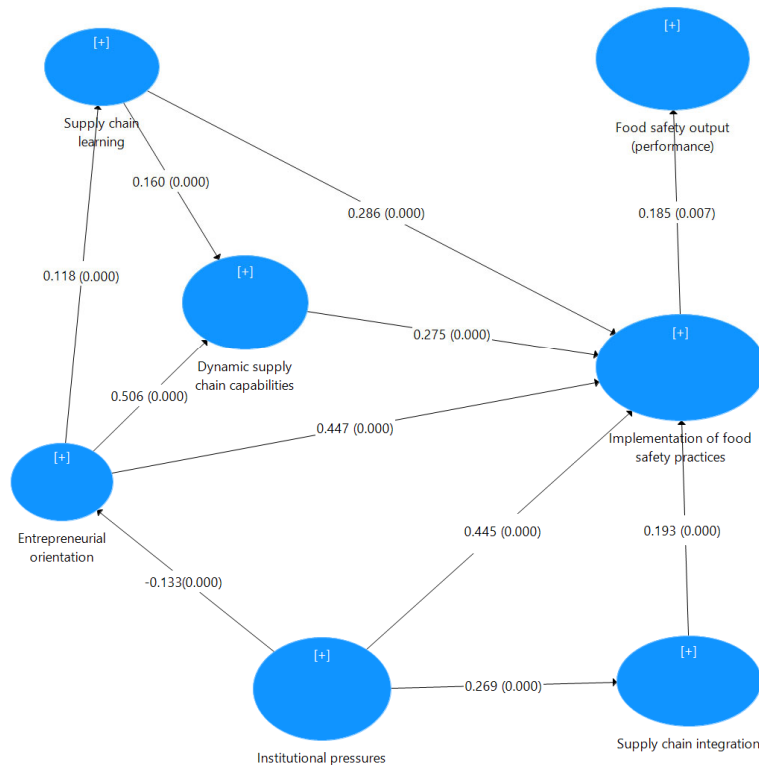 [+]
[+]
Supply chain
learning
Food safety output
(performance)
0.160 (0.000)
0.286 (0.000)
0.185 (0.007)
0.118 (0.000)
[+]
[+]
0.275 (0.000)
Dynamic supply
chain capabilities
0.506 (0.000)
0.447 (0.000)
Implementation of food
safety practices
[+]
Entrepreneurial
orientation
0.445 (0.000)
0.193 (0.000)
-0.133(0.000)
[+]
[+]
0.269 (0.000)
Institutional pressures
Supply chain integration